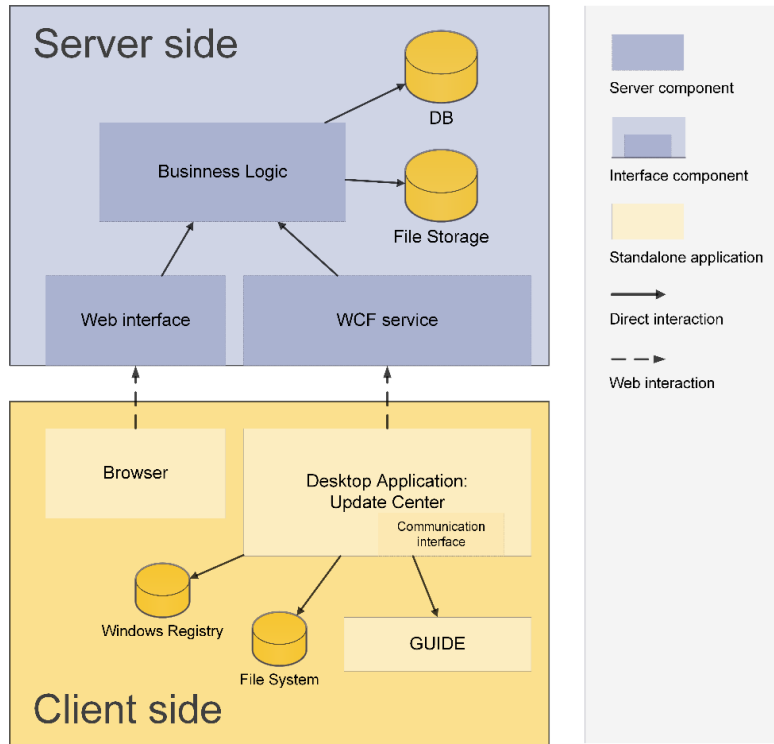 Server side
DB
Businness Logic
File Storage
Web interface
WCF service
Browser
Desktop Application:
Update Center
Communication
interface
Windows Registry
File System
GUIDE
Client side
Server component
Interface component
Standalone application
Direct interaction
Web interaction